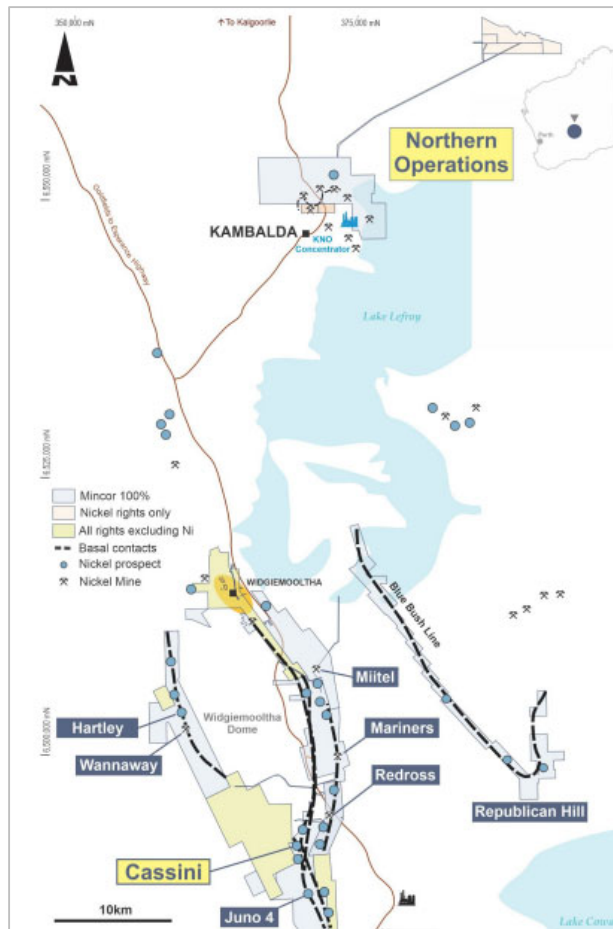 350,000 mN
To Kalgoorlie
375,000 mN
N
Perth
Northern
Operations
6,550,000 mN
Goldfields to Esperance Highway
KAMBALDA
KNO
Concentrator
Lake Lefroy
6,525,000 mN
Mincor 100%
Nickel rights only
All rights excluding Ni
Basal contacts
Nickel prospect
Nickel Mine
WIDGIEMOOLTHA
Blue Bush Line
Miitel
Hartley
Widgiemooltha
Dome
Mariners
6,500,000 mN
Wannaway
Redross
Republican Hill
Cassini
Juno 4
10km
Lake Cowa